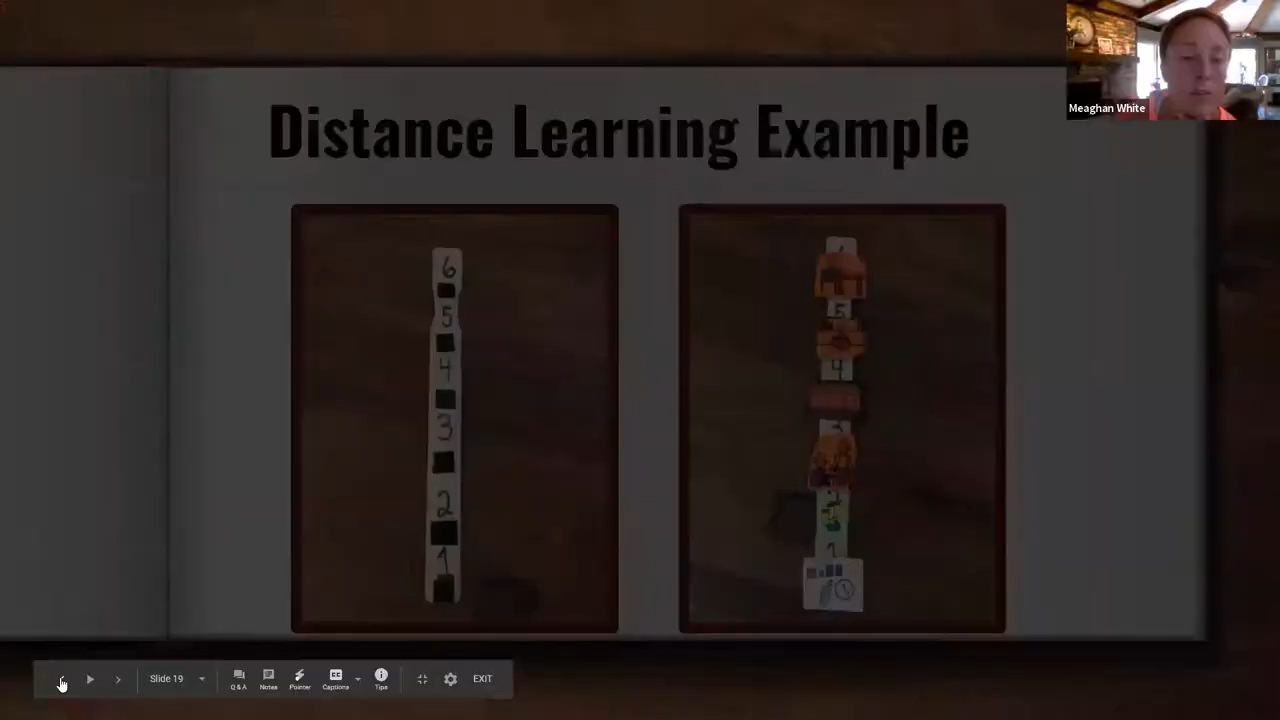 Distance Learning Example
Meaghan White
6
5
4
3
2
1
5
4
3
2
1
Slide 19
Q&A
Notes
Pointer
CC
Captions
Tips
EXIT